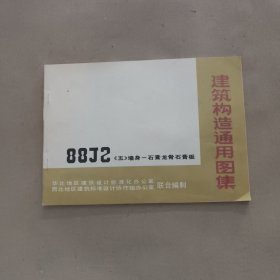 建筑构造通用图集
88J2 《五》墙身—石膏龙骨石膏板
华北地区建筑设计标准化办公室
西北地区建筑标准设计协作组办公室
联合编制